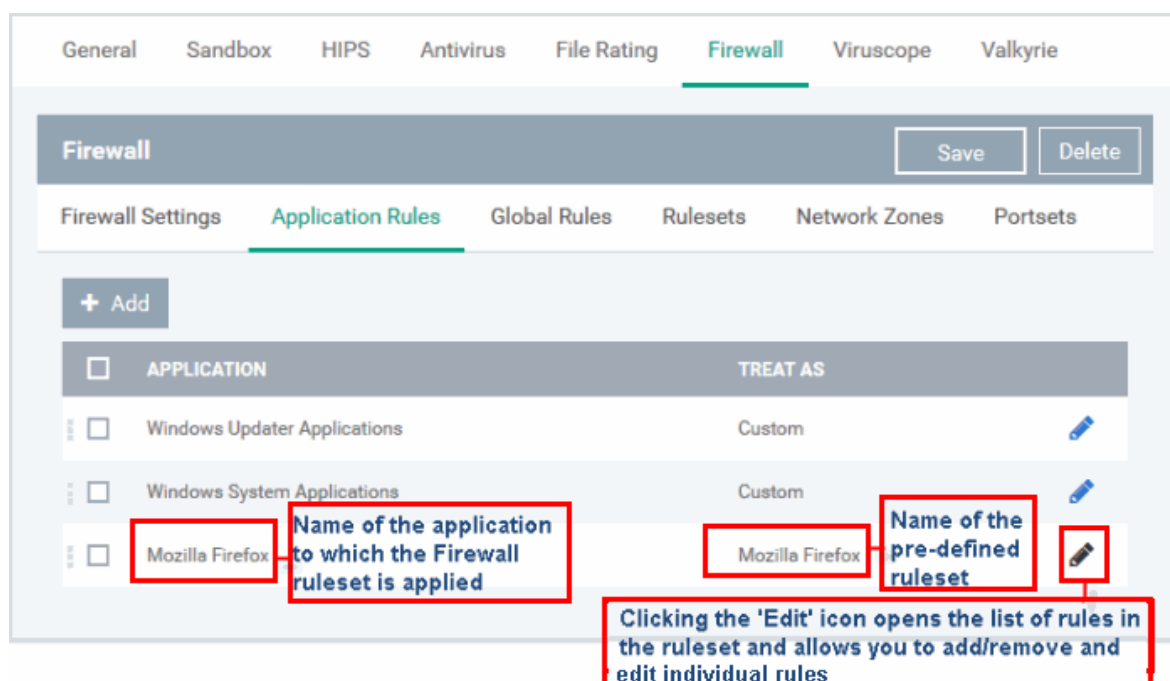 General Sandbox HIPS Antivirus File Rating Firewall Viruscope Valkyrie
Firewall Save Delete
Firewall Settings Application Rules Global Rules Rulesets Network Zones Portsets
+ Add
APPLICATION TREAT AS
Windows Updater Applications Custom
Windows System Applications Custom
Mozilla Firefox Mozilla Firefox
Name of the application
to which the Firewall
ruleset is applied
Name of the
pre-defined
ruleset
Clicking the 'Edit' icon opens the list of rules in
the ruleset and allows you to add/remove and
edit individual rules